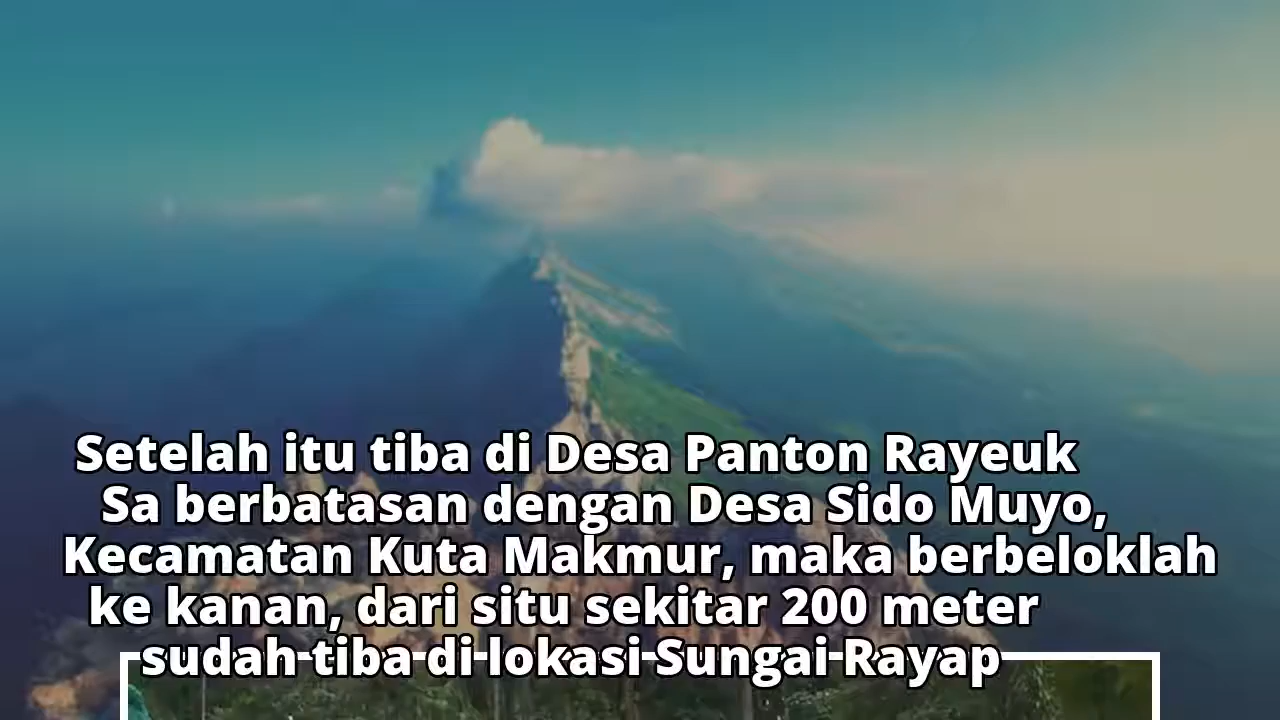 Setelah itu tiba di Desa Panton Rayeuk
Sa berbatasan dengan Desa Sido Muyo,
Kecamatan Kuta Makmur, maka berbeloklah
ke kanan, dari situ sekitar 200 meter
sudah tiba di lokasi Sungai Rayap